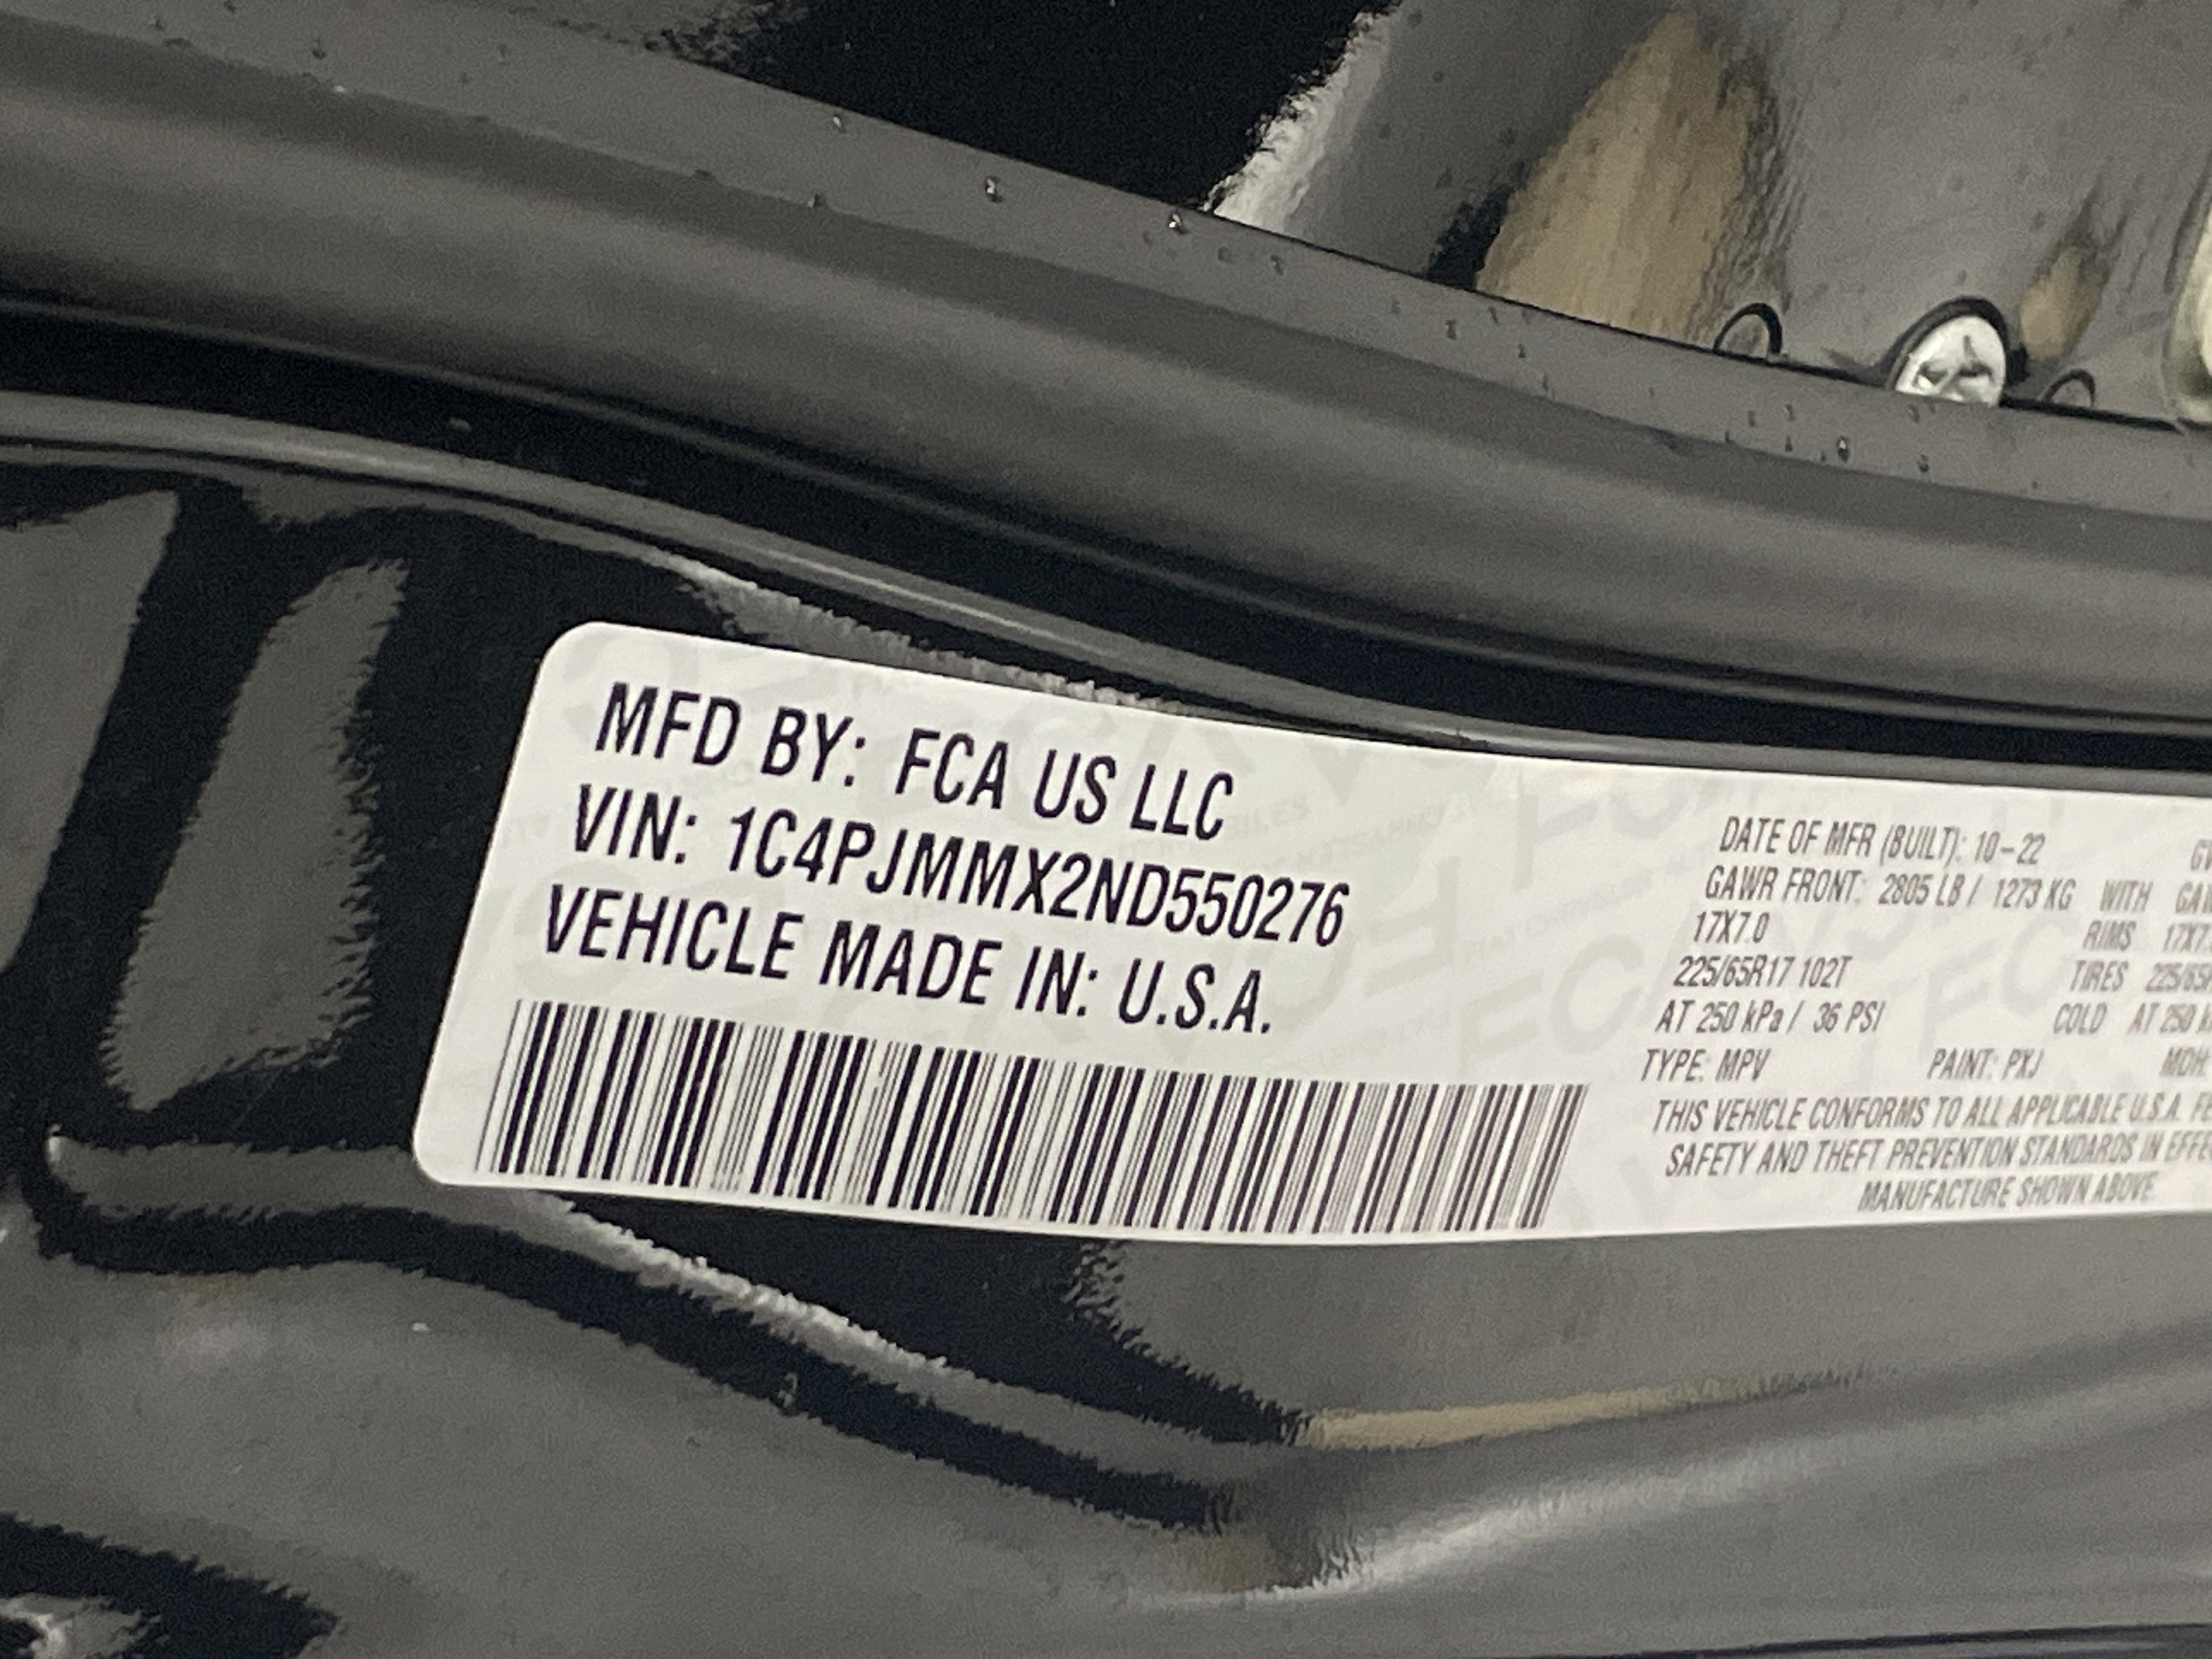 MFD BY: FCA US LLC
VIN: 1C4PJMMX2ND550276
VEHICLE MADE IN: U.S.A.
DATE OF MFR (BUILT): 10-22
GAWR FRONT: 2805 LB / 1273 KG WITH
17X7.0 RIMS
225/65R17 102T TIRES
AT 250 kPa / 36 PSI COLD AT 250
TYPE: MPV PAINT: PXJ
THIS VEHICLE CONFORMS TO ALL APPLICABLE U.S.A.
SAFETY AND THEFT PREVENTION STANDARDS IN
MANUFACTURE SHOWN ABOVE.